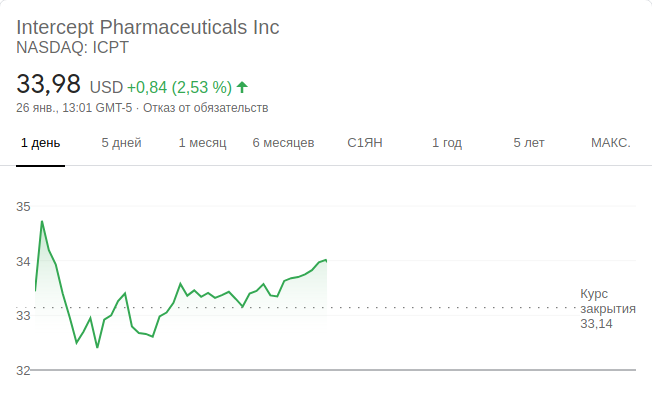 Intercept Pharmaceuticals Inc
NASDAQ: ICPT
33,98 USD +0,84 (2,53 %)
26 янв., 13:01 GMT-5 · Отказ от обязательств
1 день 5 дней 1 месяц 6 месяцев С1ЯН 1 год 5 лет МАКС.
35
34
33
32
Курс
закрытия
33,14